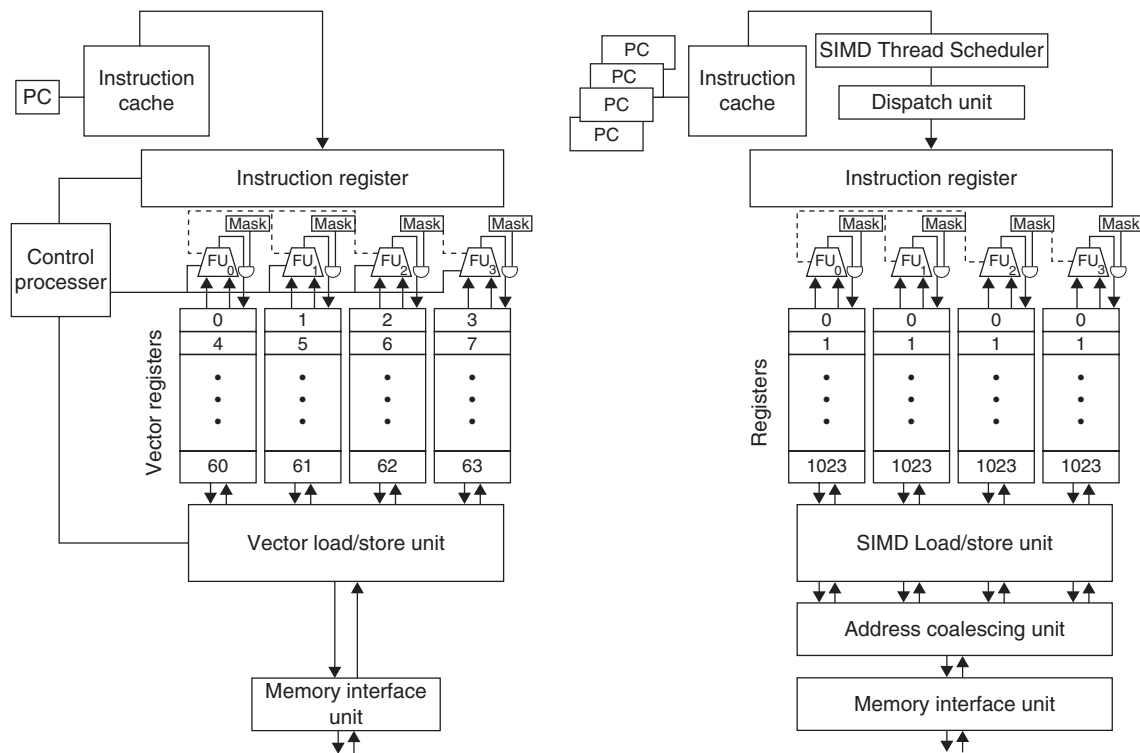 PC
Instruction
cache
Instruction register
Control
processer
Mask
Mask
Mask
Mask
FU0
FU1
FU2
FU3
Vector registers
0
1
2
3
4
5
6
7
60
61
62
63
Vector load/store unit
Memory interface
unit
PC
PC
PC
PC
Instruction
cache
SIMD Thread Scheduler
Dispatch unit
Instruction register
Mask
Mask
Mask
Mask
FU0
FU1
FU2
FU3
Registers
0
0
0
0
1
1
1
1
1023
1023
1023
1023
SIMD Load/store unit
Address coalescing unit
Memory interface unit